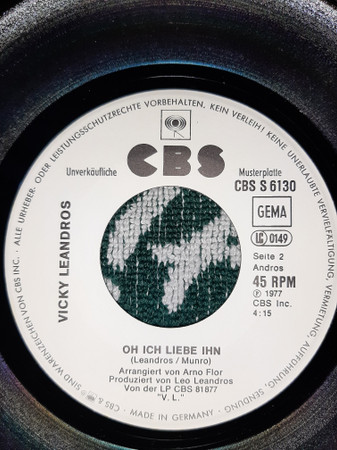 ALLE URHEBER- ODER LEISTUNGSSCHUTZRECHTE VORBEHALTEN. KEIN VERLEIH! KEINE UNERLAUBTE VERVIELFÄLTIGUNG, VERMIETUNG, AUFFÜHRUNG, SENDUNG!
CBS
Unverkäufliche Musterplatte
CBS S 6130
GEMA
LC 0149
Seite 2
Andros
45 RPM
℗ 1977
CBS Inc.
4:15
VICKY LEANDROS
OH ICH LIEBE IHN
(Leandros / Munro)
Arrangiert von Arno Flor
Produziert von Leo Leandros
Von der LP CBS 81877
"V. L."
CBS & SIND WARENZEICHEN VON CBS INC.
· MADE IN GERMANY ·